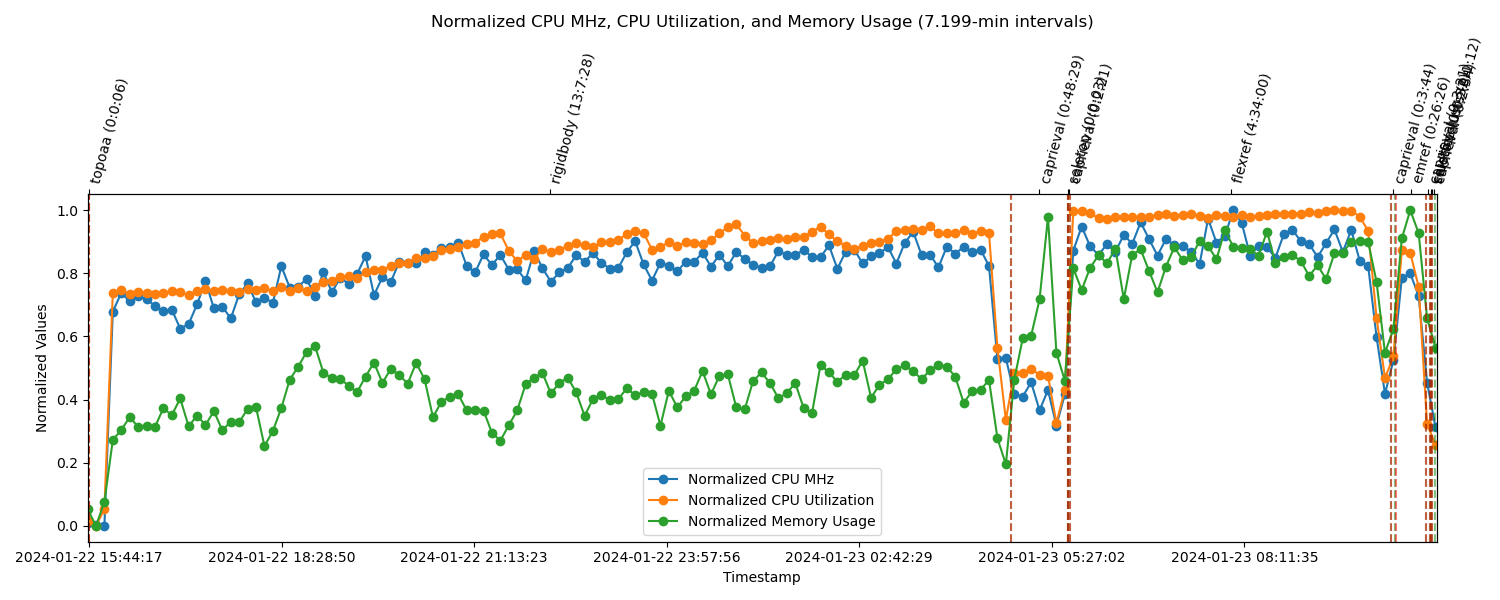 Normalized CPU MHz, CPU Utilization, and Memory Usage (7.199-min intervals)
topoaa (0:0:06)
rigidbody (13:7:28)
caprieval (0:48:29)
caprieval (0:2:21)
flexref (4:34:00)
caprieval (0:3:44)
emref (0:26:26)
Normalized Values
1.0
0.8
0.6
0.4
0.2
0.0
Normalized CPU MHz
Normalized CPU Utilization
Normalized Memory Usage
2024-01-22 15:44:17
2024-01-22 18:28:50
2024-01-22 21:13:23
2024-01-22 23:57:56
2024-01-23 02:42:29
2024-01-23 05:27:02
2024-01-23 08:11:35
Timestamp